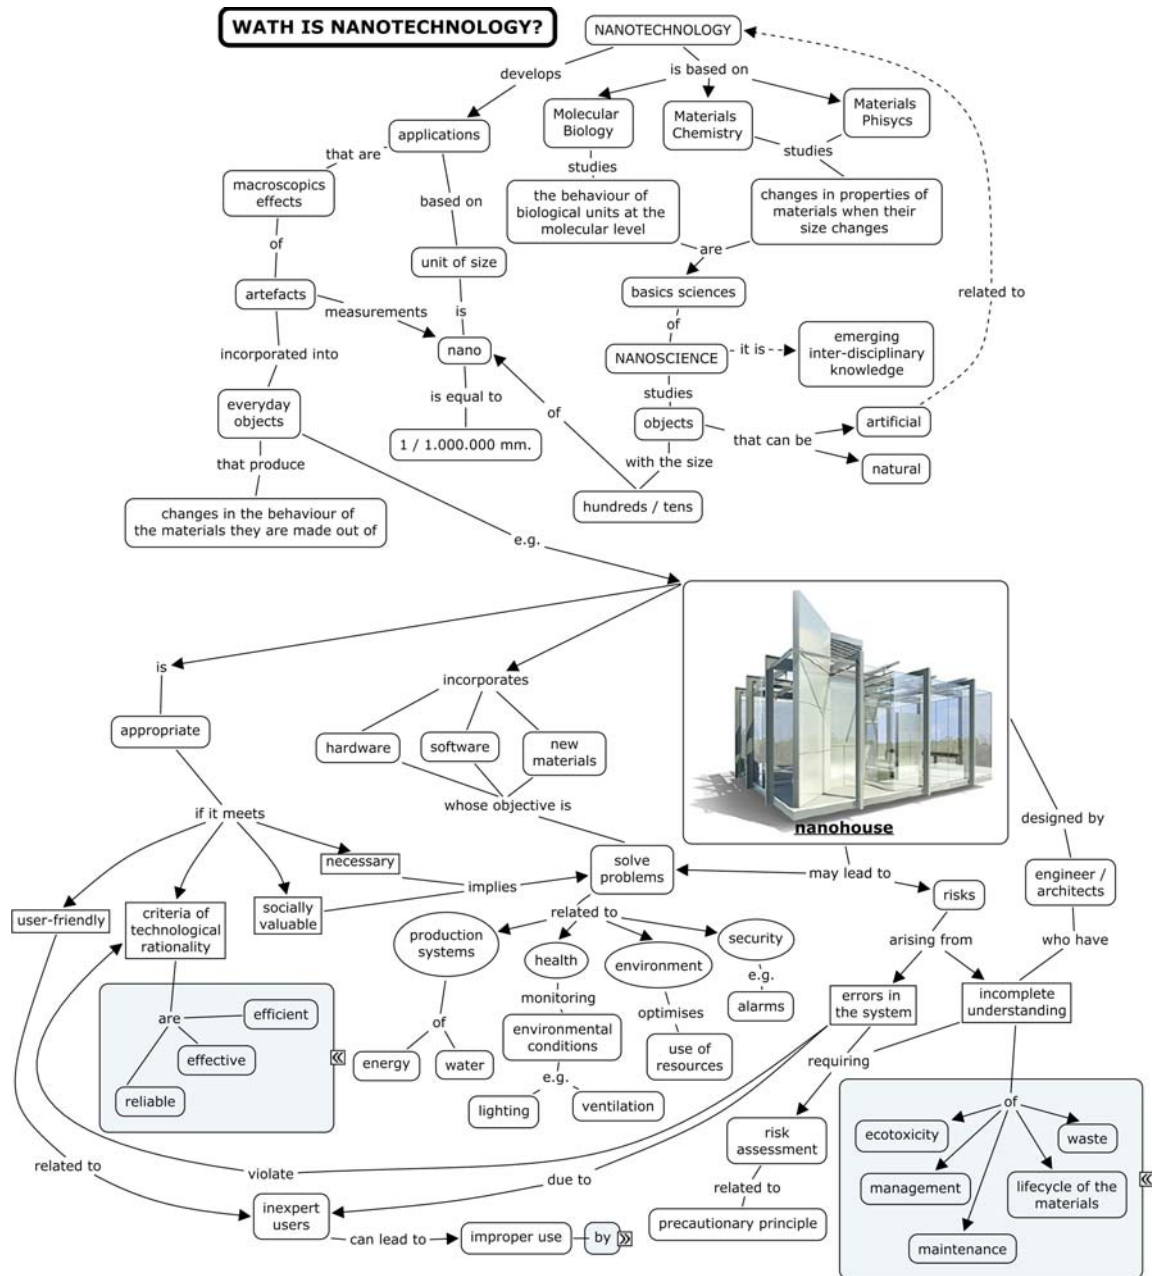 WATH IS NANOTECHNOLOGY?
NANOTECHNOLOGY
develops
is based on
applications
Molecular
Biology
Materials
Chemistry
Materials
Phisycs
that are
studies
studies
macroscopics
effects
based on
the behaviour of
biological units at the
molecular level
changes in properties of
materials when their
size changes
of
unit of size
are
artefacts
measurements
is
basics sciences
related to
of
incorporated into
nano
NANOSCIENCE
it is
emerging
inter-disciplinary
knowledge
everyday
objects
is equal to
of
studies
objects
that can be
artificial
natural
that produce
1 / 1.000.000 mm.
with the size
hundreds / tens
changes in the behaviour of
the materials they are made out of
e.g.
is
incorporates
appropriate
hardware
software
new
materials
nanohouse
if it meets
whose objective is
designed by
necessary
implies
solve
problems
may lead to
risks
engineer /
architects
user-friendly
criteria of
technological
rationality
socially
valuable
related to
production
systems
health
environment
security
arising from
who have
are
efficient
effective
reliable
of
energy
water
monitoring
environmental
conditions
e.g.
lighting
ventilation
optimises
use of
resources
e.g.
alarms
errors in
the system
incomplete
understanding
requiring
risk
assessment
related to
precautionary principle
of
ecotoxicity
waste
management
lifecycle of the
materials
maintenance
related to
violate
due to
inexpert
users
can lead to
improper use
by